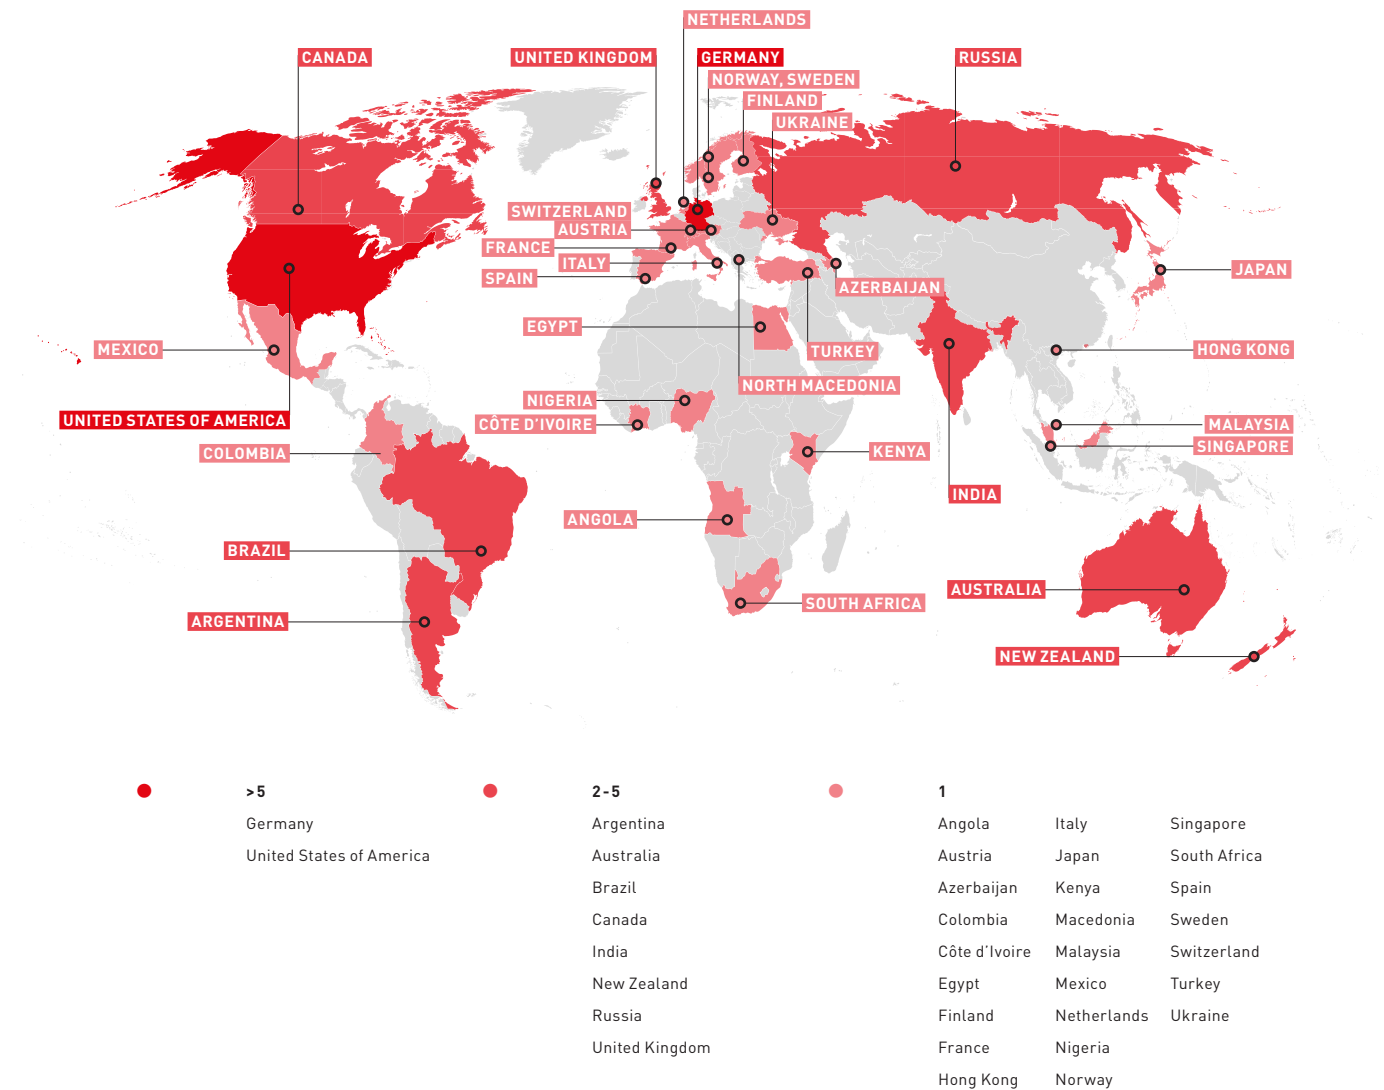 NETHERLANDS
CANADA
UNITED KINGDOM
GERMANY
RUSSIA
NORWAY, SWEDEN
FINLAND
UKRAINE
SWITZERLAND
AUSTRIA
FRANCE
ITALY
SPAIN
JAPAN
AZERBAIJAN
EGYPT
MEXICO
TURKEY
HONG KONG
NORTH MACEDONIA
NIGERIA
UNITED STATES OF AMERICA
CÔTE D'IVOIRE
MALAYSIA
COLOMBIA
KENYA
SINGAPORE
INDIA
ANGOLA
BRAZIL
AUSTRALIA
SOUTH AFRICA
ARGENTINA
NEW ZEALAND
>5
Germany
United States of America
2-5
Argentina
Australia
Brazil
Canada
India
New Zealand
Russia
United Kingdom
1
Angola
Austria
Azerbaijan
Colombia
Côte d'Ivoire
Egypt
Finland
France
Hong Kong
Italy
Japan
Kenya
Macedonia
Malaysia
Mexico
Netherlands
Nigeria
Norway
Singapore
South Africa
Spain
Sweden
Switzerland
Turkey
Ukraine